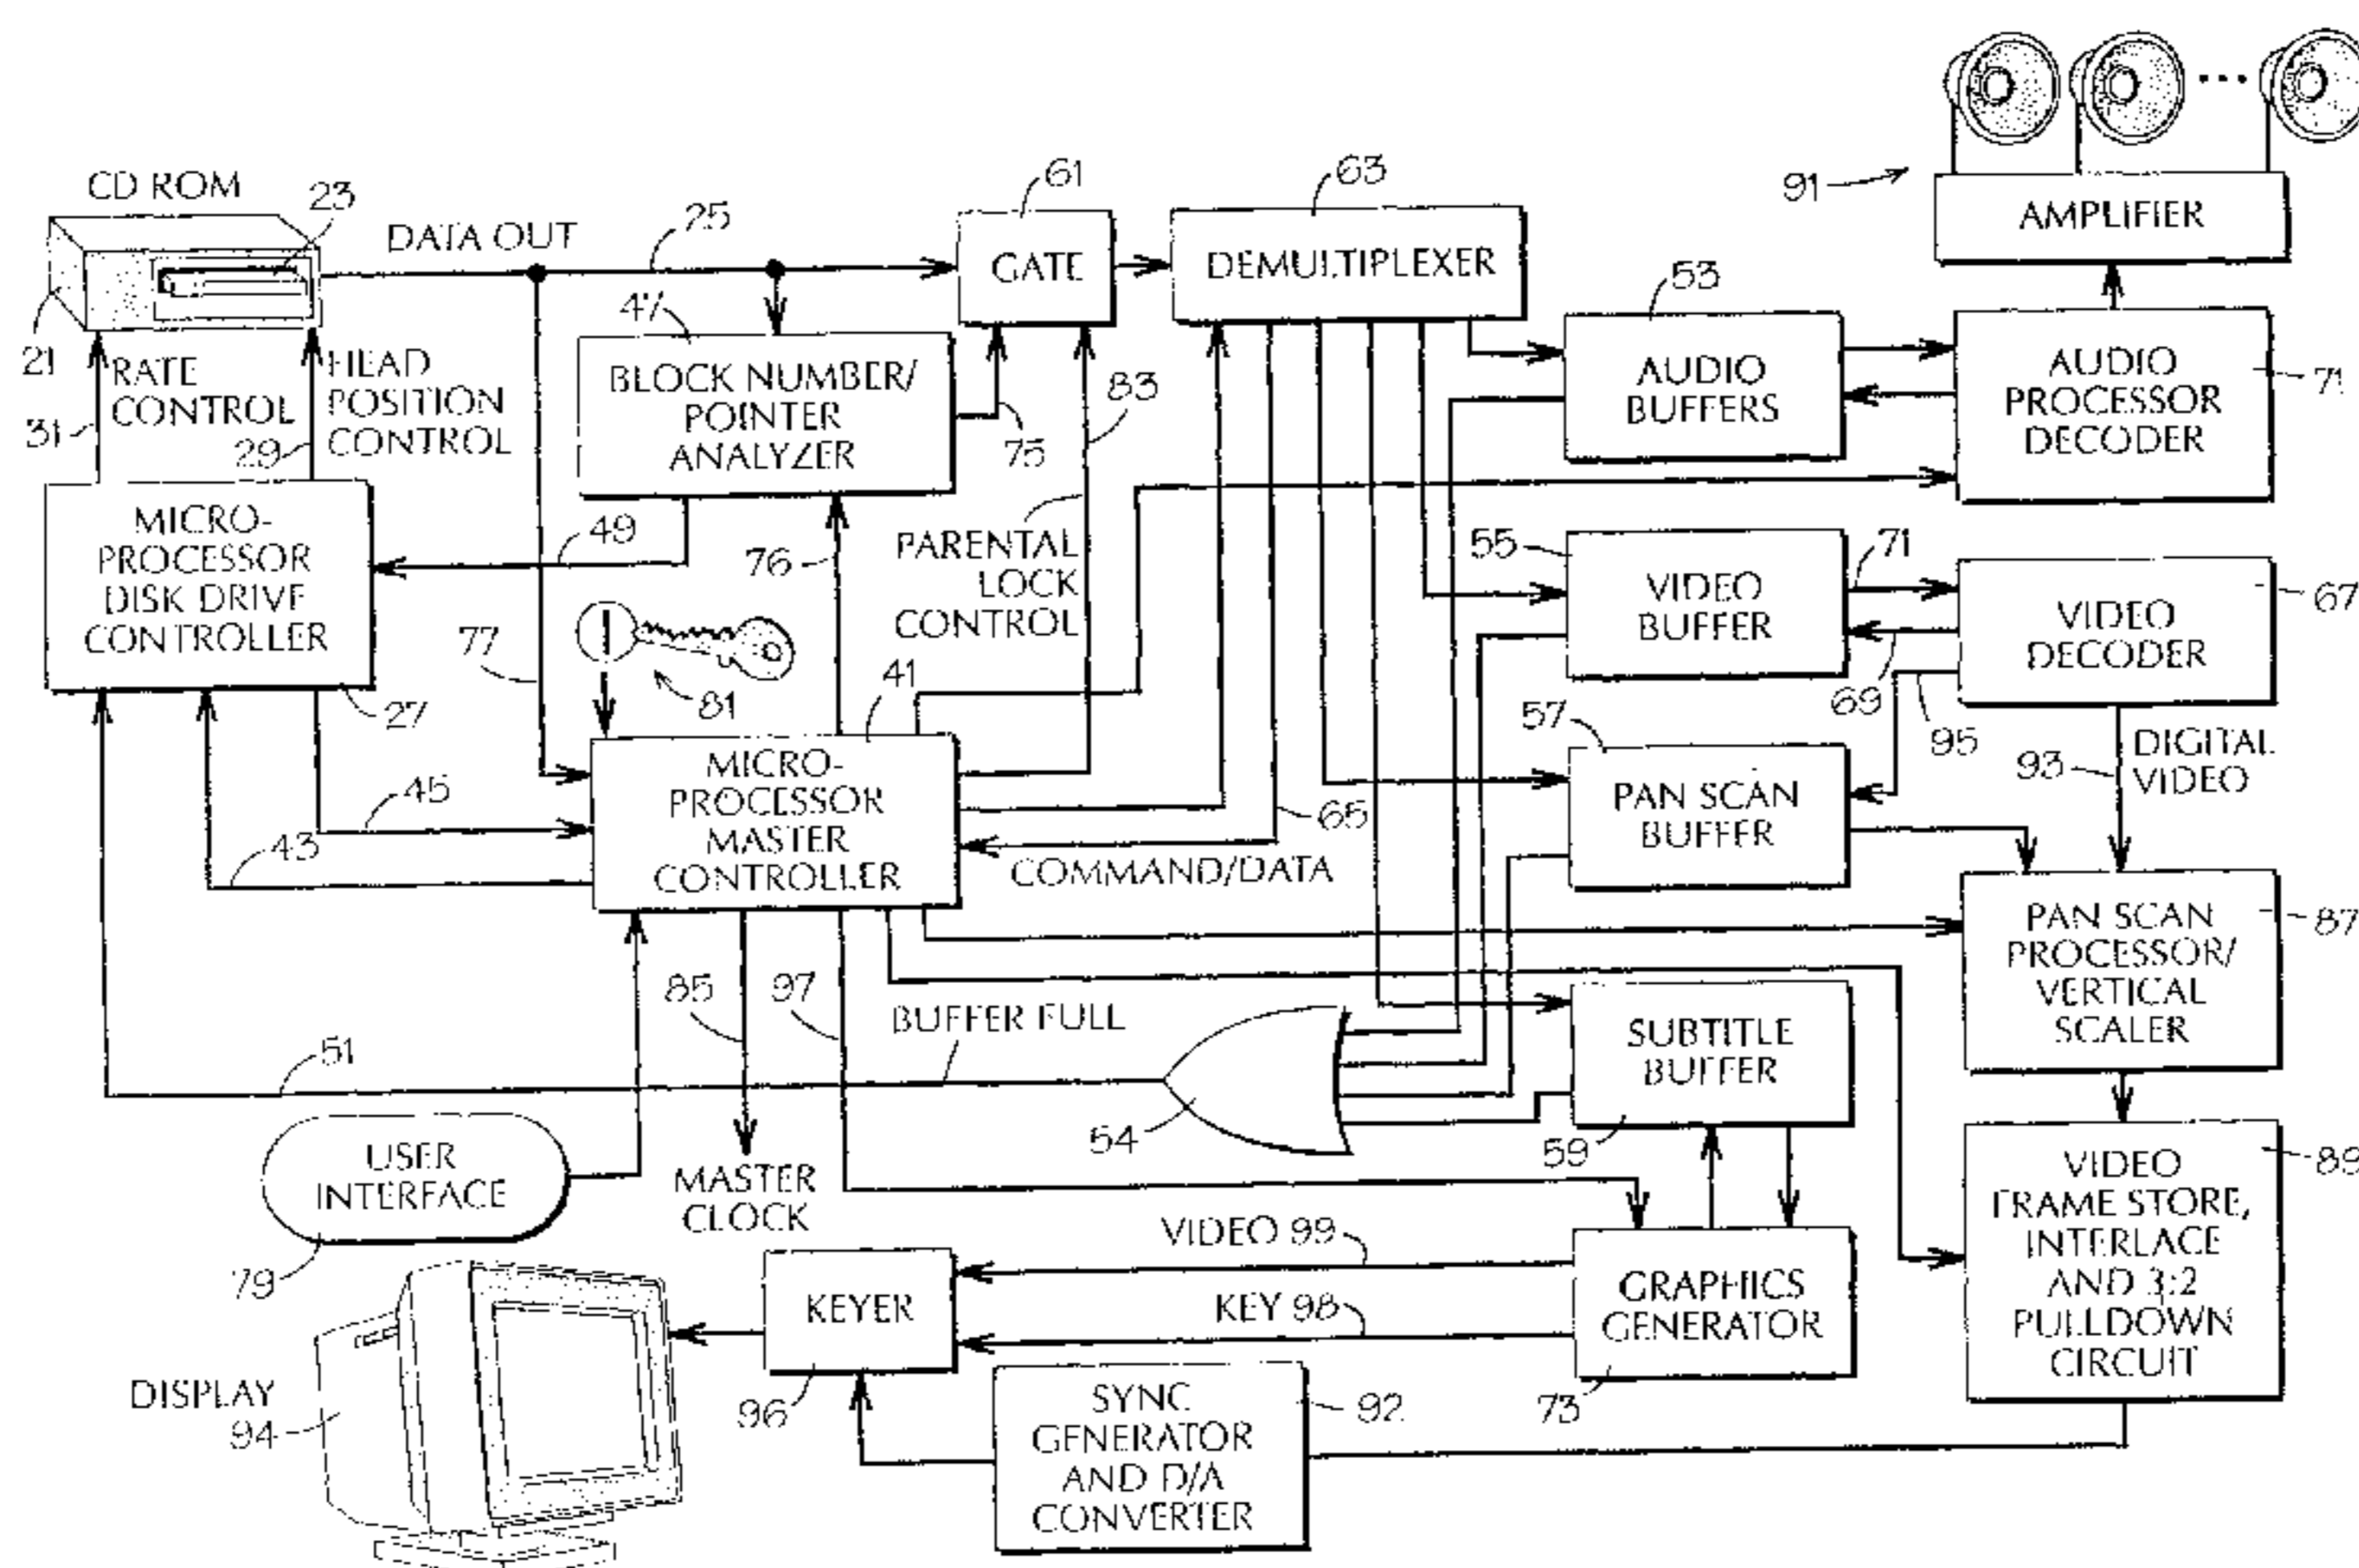 CD ROM
23
DATA OUT
25
61
63
91
AMPLIFIER
GATE
DEMULTIPLEXER
53
21
47
RATE
CONTROL
HEAD
POSITION
CONTROL
31
29
BLOCK NUMBER/
POINTER
ANALYZER
75
83
AUDIO
BUFFERS
AUDIO
PROCESSOR
DECODER
71
MICRO-
PROCESSOR
DISK DRIVE
CONTROLLER
27
49
76
77
PARENTAL
LOCK
CONTROL
55
VIDEO
BUFFER
71
69
95
VIDEO
DECODER
67
81
41
45
43
MICRO-
PROCESSOR
MASTER
CONTROLLER
65
COMMAND/DATA
57
PAN SCAN
BUFFER
93
DIGITAL
VIDEO
PAN SCAN
PROCESSOR/
VERTICAL
SCALER
87
85
97
BUFFER FULL
51
54
SUBTITLE
BUFFER
59
USER
INTERFACE
79
MASTER
CLOCK
VIDEO
FRAME STORE,
INTERLACE
AND 3:2
PULLDOWN
CIRCUIT
89
VIDEO 99
KEY 98
KEYER
96
GRAPHICS
GENERATOR
73
DISPLAY
94
SYNC
GENERATOR
AND D/A
CONVERTER
92